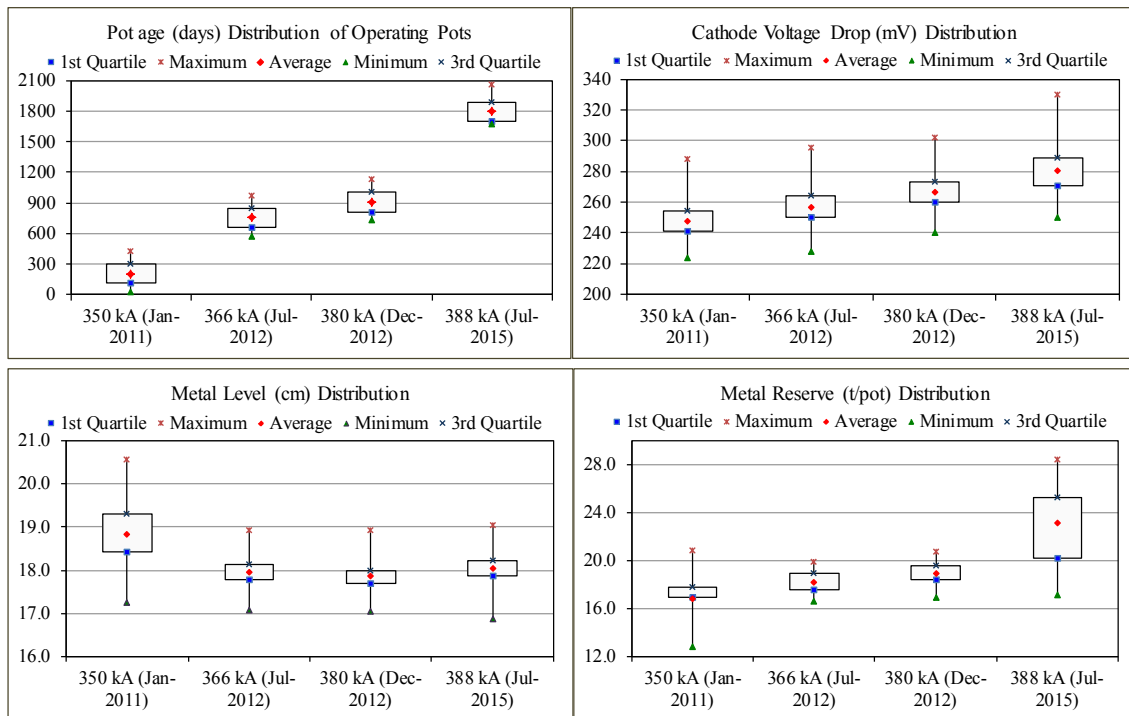 Pot age (days) Distribution of Operating Pots
1st Quartile Maximum Average Minimum 3rd Quartile
2100
1800
1500
1200
900
600
300
0
350 kA (Jan-
2011)
366 kA (Jul-
2012)
380 kA (Dec-
2012)
388 kA (Jul-
2015)
Cathode Voltage Drop (mV) Distribution
1st Quartile Maximum Average Minimum 3rd Quartile
340
320
300
280
260
240
220
200
350 kA (Jan-
2011)
366 kA (Jul-
2012)
380 kA (Dec-
2012)
388 kA (Jul-
2015)
Metal Level (cm) Distribution
1st Quartile Maximum Average Minimum 3rd Quartile
21.0
20.0
19.0
18.0
17.0
16.0
350 kA (Jan-
2011)
366 kA (Jul-
2012)
380 kA (Dec-
2012)
388 kA (Jul-
2015)
Metal Reserve (t/pot) Distribution
1st Quartile Maximum Average Minimum 3rd Quartile
28.0
24.0
20.0
16.0
12.0
350 kA (Jan-
2011)
366 kA (Jul-
2012)
380 kA (Dec-
2012)
388 kA (Jul-
2015)